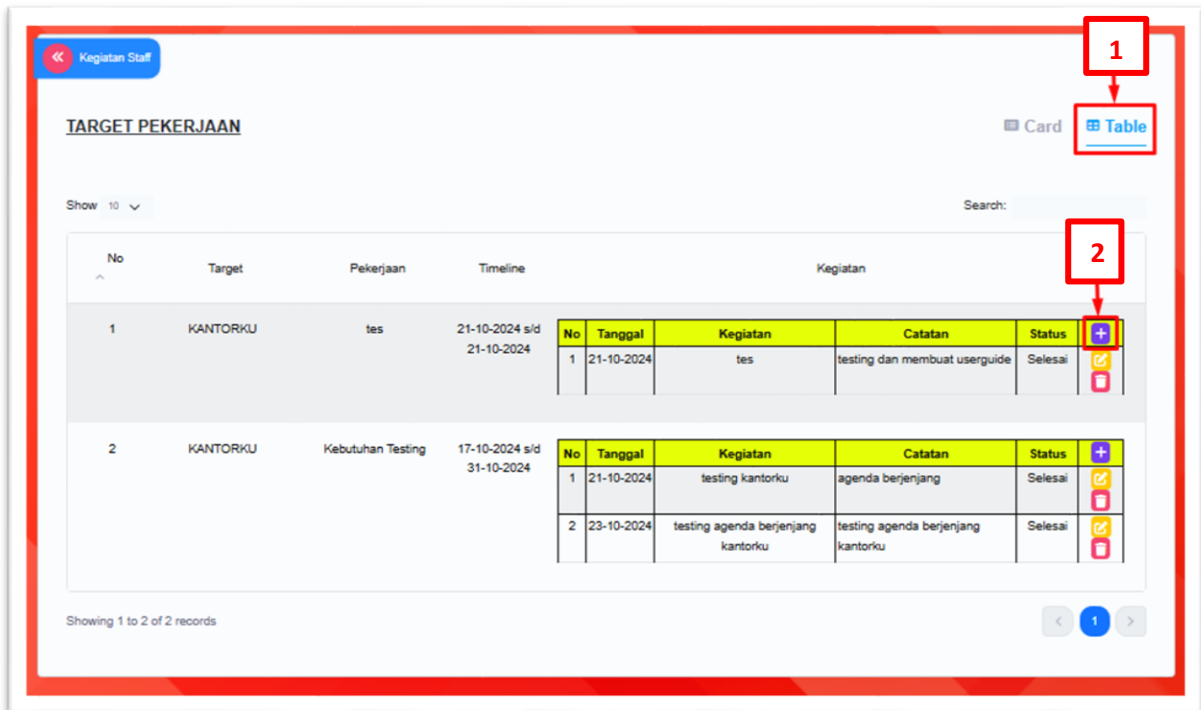 1
Kegiatan Staff
TARGET PEKERJAAN
Card Table
Show 10 Search:
2
No Target Pekerjaan Timeline Kegiatan
1 KANTORKU tes 21-10-2024 s/d
21-10-2024
No Tanggal Kegiatan Catatan Status
1 21-10-2024 tes testing dan membuat userguide Selesai
2 KANTORKU Kebutuhan Testing 17-10-2024 s/d
31-10-2024
No Tanggal Kegiatan Catatan Status
1 21-10-2024 testing kantorku agenda berjenjang Selesai
2 23-10-2024 testing agenda berjenjang testing agenda berjenjang Selesai
kantorku kantorku
Showing 1 to 2 of 2 records
1